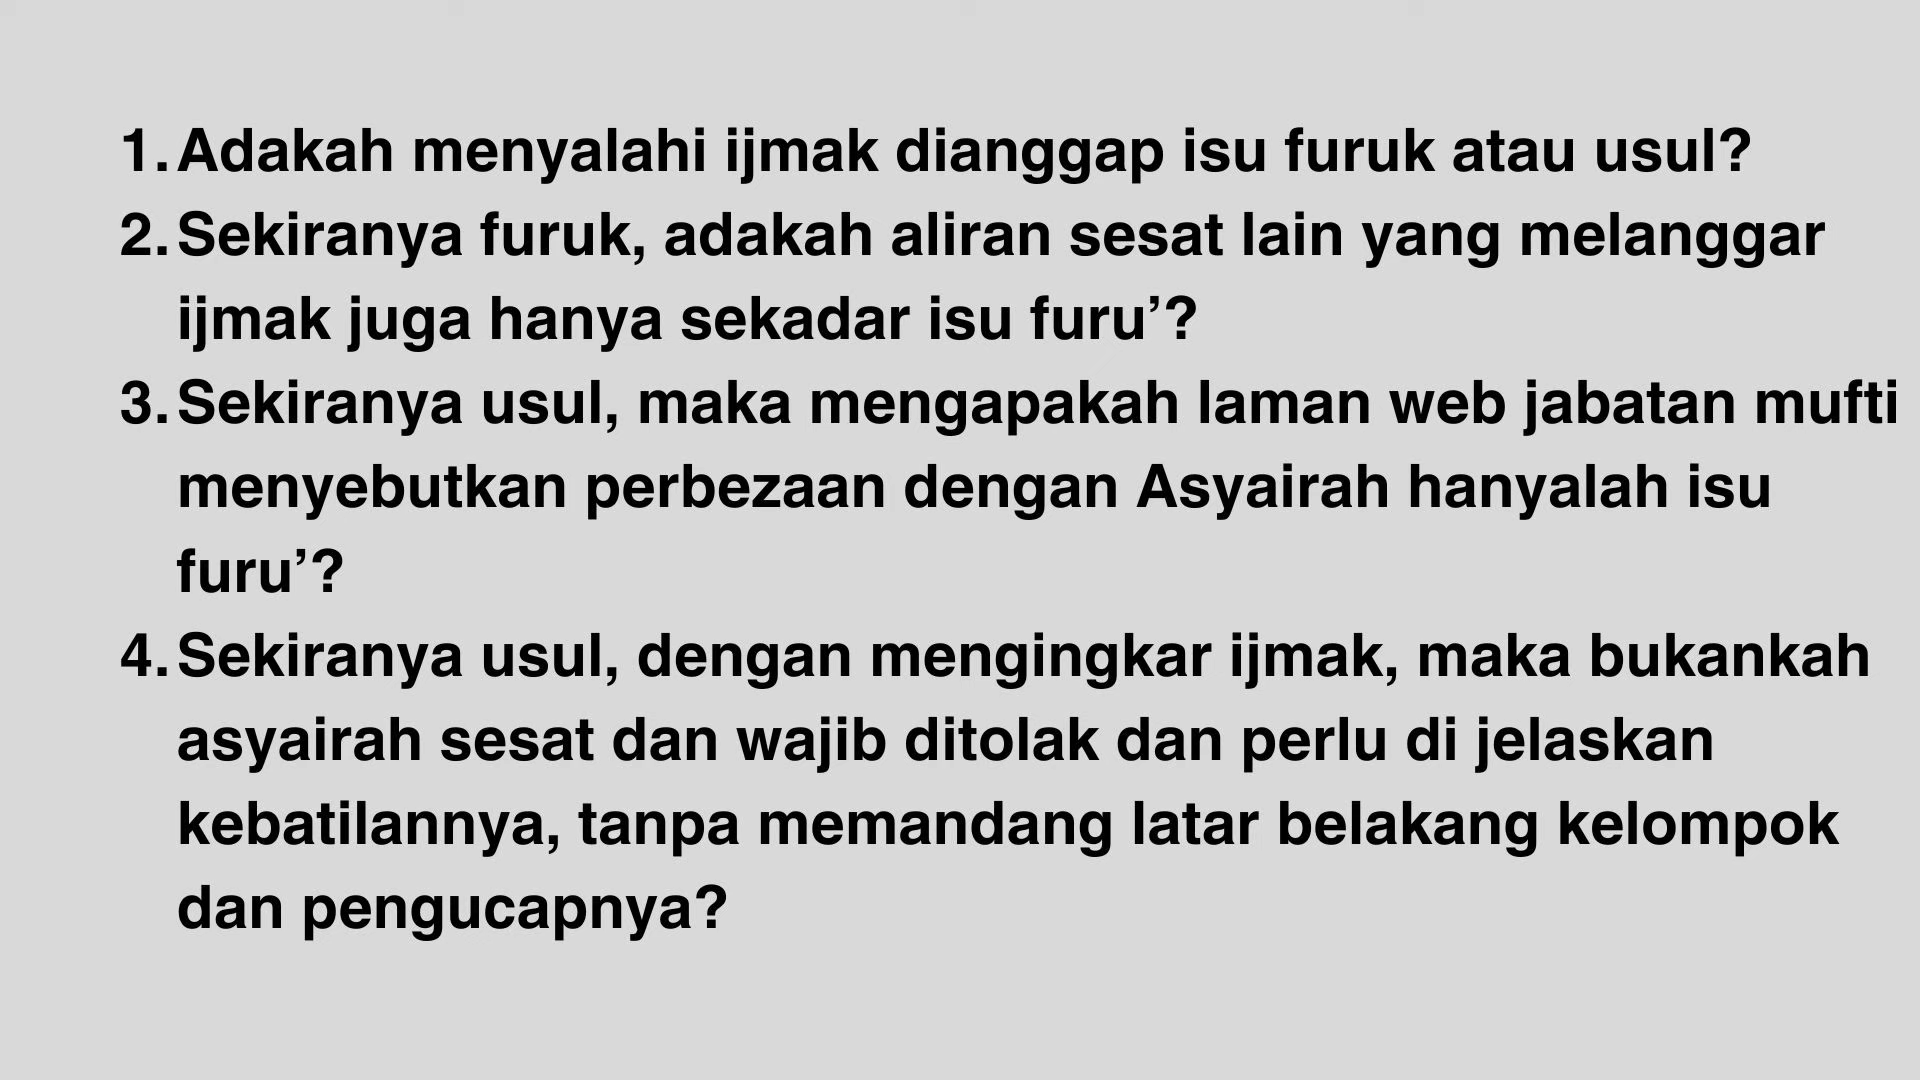 1. Adakah menyalahi ijmak dianggap isu furuk atau usul?
2. Sekiranya furuk, adakah aliran sesat lain yang melanggar
ijmak juga hanya sekadar isu furu’?
3. Sekiranya usul, maka mengapakah laman web jabatan mufti
menyebutkan perbezaan dengan Asyairah hanyalah isu
furu’?
4. Sekiranya usul, dengan mengingkar ijmak, maka bukankah
asyairah sesat dan wajib ditolak dan perlu di jelaskan
kebatilannya, tanpa memandang latar belakang kelompok
dan pengucapnya?